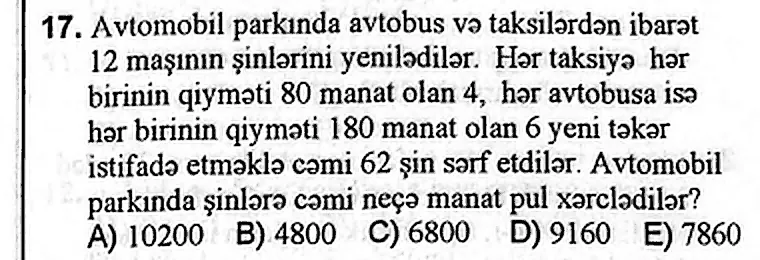 17. Avtomobil parkında avtobus və taksilərdən ibarət
12 maşının şinlərini yenilədilər. Hər taksiyə hər
birinin qiyməti 80 manat olan 4, hər avtobusa isə
hər birinin qiyməti 180 manat olan 6 yeni təkər
istifadə etməklə cəmi 62 şin sərf etdilər. Avtomobil
parkında şinlərə cəmi neçə manat pul xərclədilər?
A) 10200 B) 4800 C) 6800 D) 9160 E) 7860